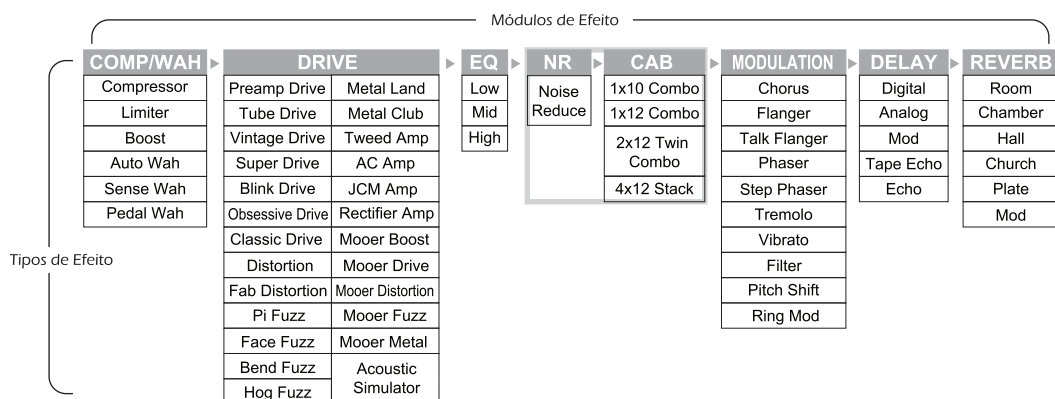 Módulos de Efeito
Tipos de Efeito
COMP/WAH
Compressor
Limiter
Boost
Auto Wah
Sense Wah
Pedal Wah
DRIVE
Preamp Drive
Tube Drive
Vintage Drive
Super Drive
Blink Drive
Obsessive Drive
Classic Drive
Distortion
Fab Distortion
Pi Fuzz
Face Fuzz
Bend Fuzz
Hog Fuzz
Metal Land
Metal Club
Tweed Amp
AC Amp
JCM Amp
Rectifier Amp
Mooer Boost
Mooer Drive
Mooer Distortion
Mooer Fuzz
Mooer Metal
Acoustic
Simulator
EQ
Low
Mid
High
NR
Noise
Reduce
CAB
1x10 Combo
1x12 Combo
2x12 Twin
Combo
4x12 Stack
MODULATION
Chorus
Flanger
Talk Flanger
Phaser
Step Phaser
Tremolo
Vibrato
Filter
Pitch Shift
Ring Mod
DELAY
Digital
Analog
Mod
Tape Echo
Echo
REVERB
Room
Chamber
Hall
Church
Plate
Mod